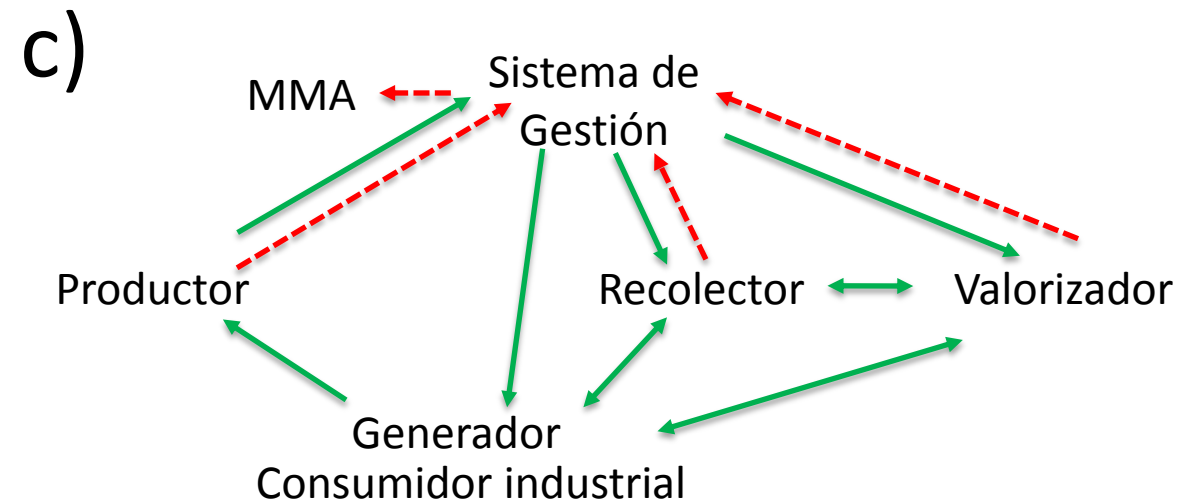 c)
MMA
Sistema de
Gestión
Productor
Recolector
Valorizador
Generador
Consumidor industrial